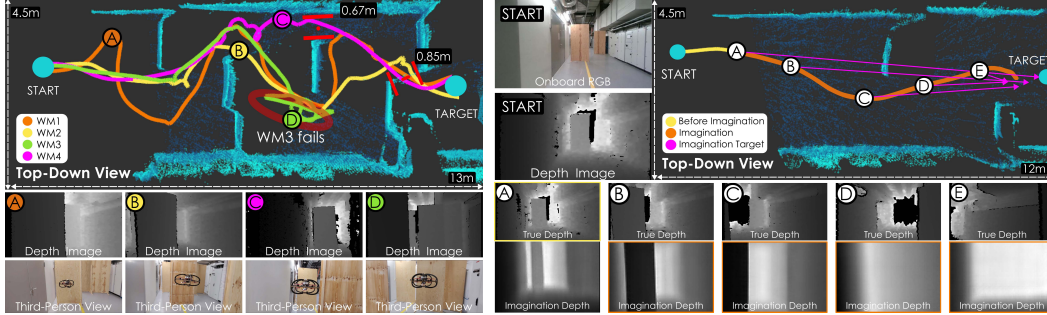 4.5m
0.67m
0.85m
A
B
C
D
START
TARGET
WM3 fails
WM1
WM2
WM3
WM4
Top-Down View
13m
A
Depth Image
B
Depth Image
C
Depth Image
D
Depth Image
Third-Person View
Third-Person View
Third-Person View
Third-Person View
START
Onboard RGB
START
Depth Image
4.5m
START
A
B
C
D
E
TARGET
Before Imagination
Imagination
Imagination Target
Top-Down View
12m
A
True Depth
B
True Depth
C
True Depth
D
True Depth
E
True Depth
Imagination Depth
Imagination Depth
Imagination Depth
Imagination Depth
Imagination Depth